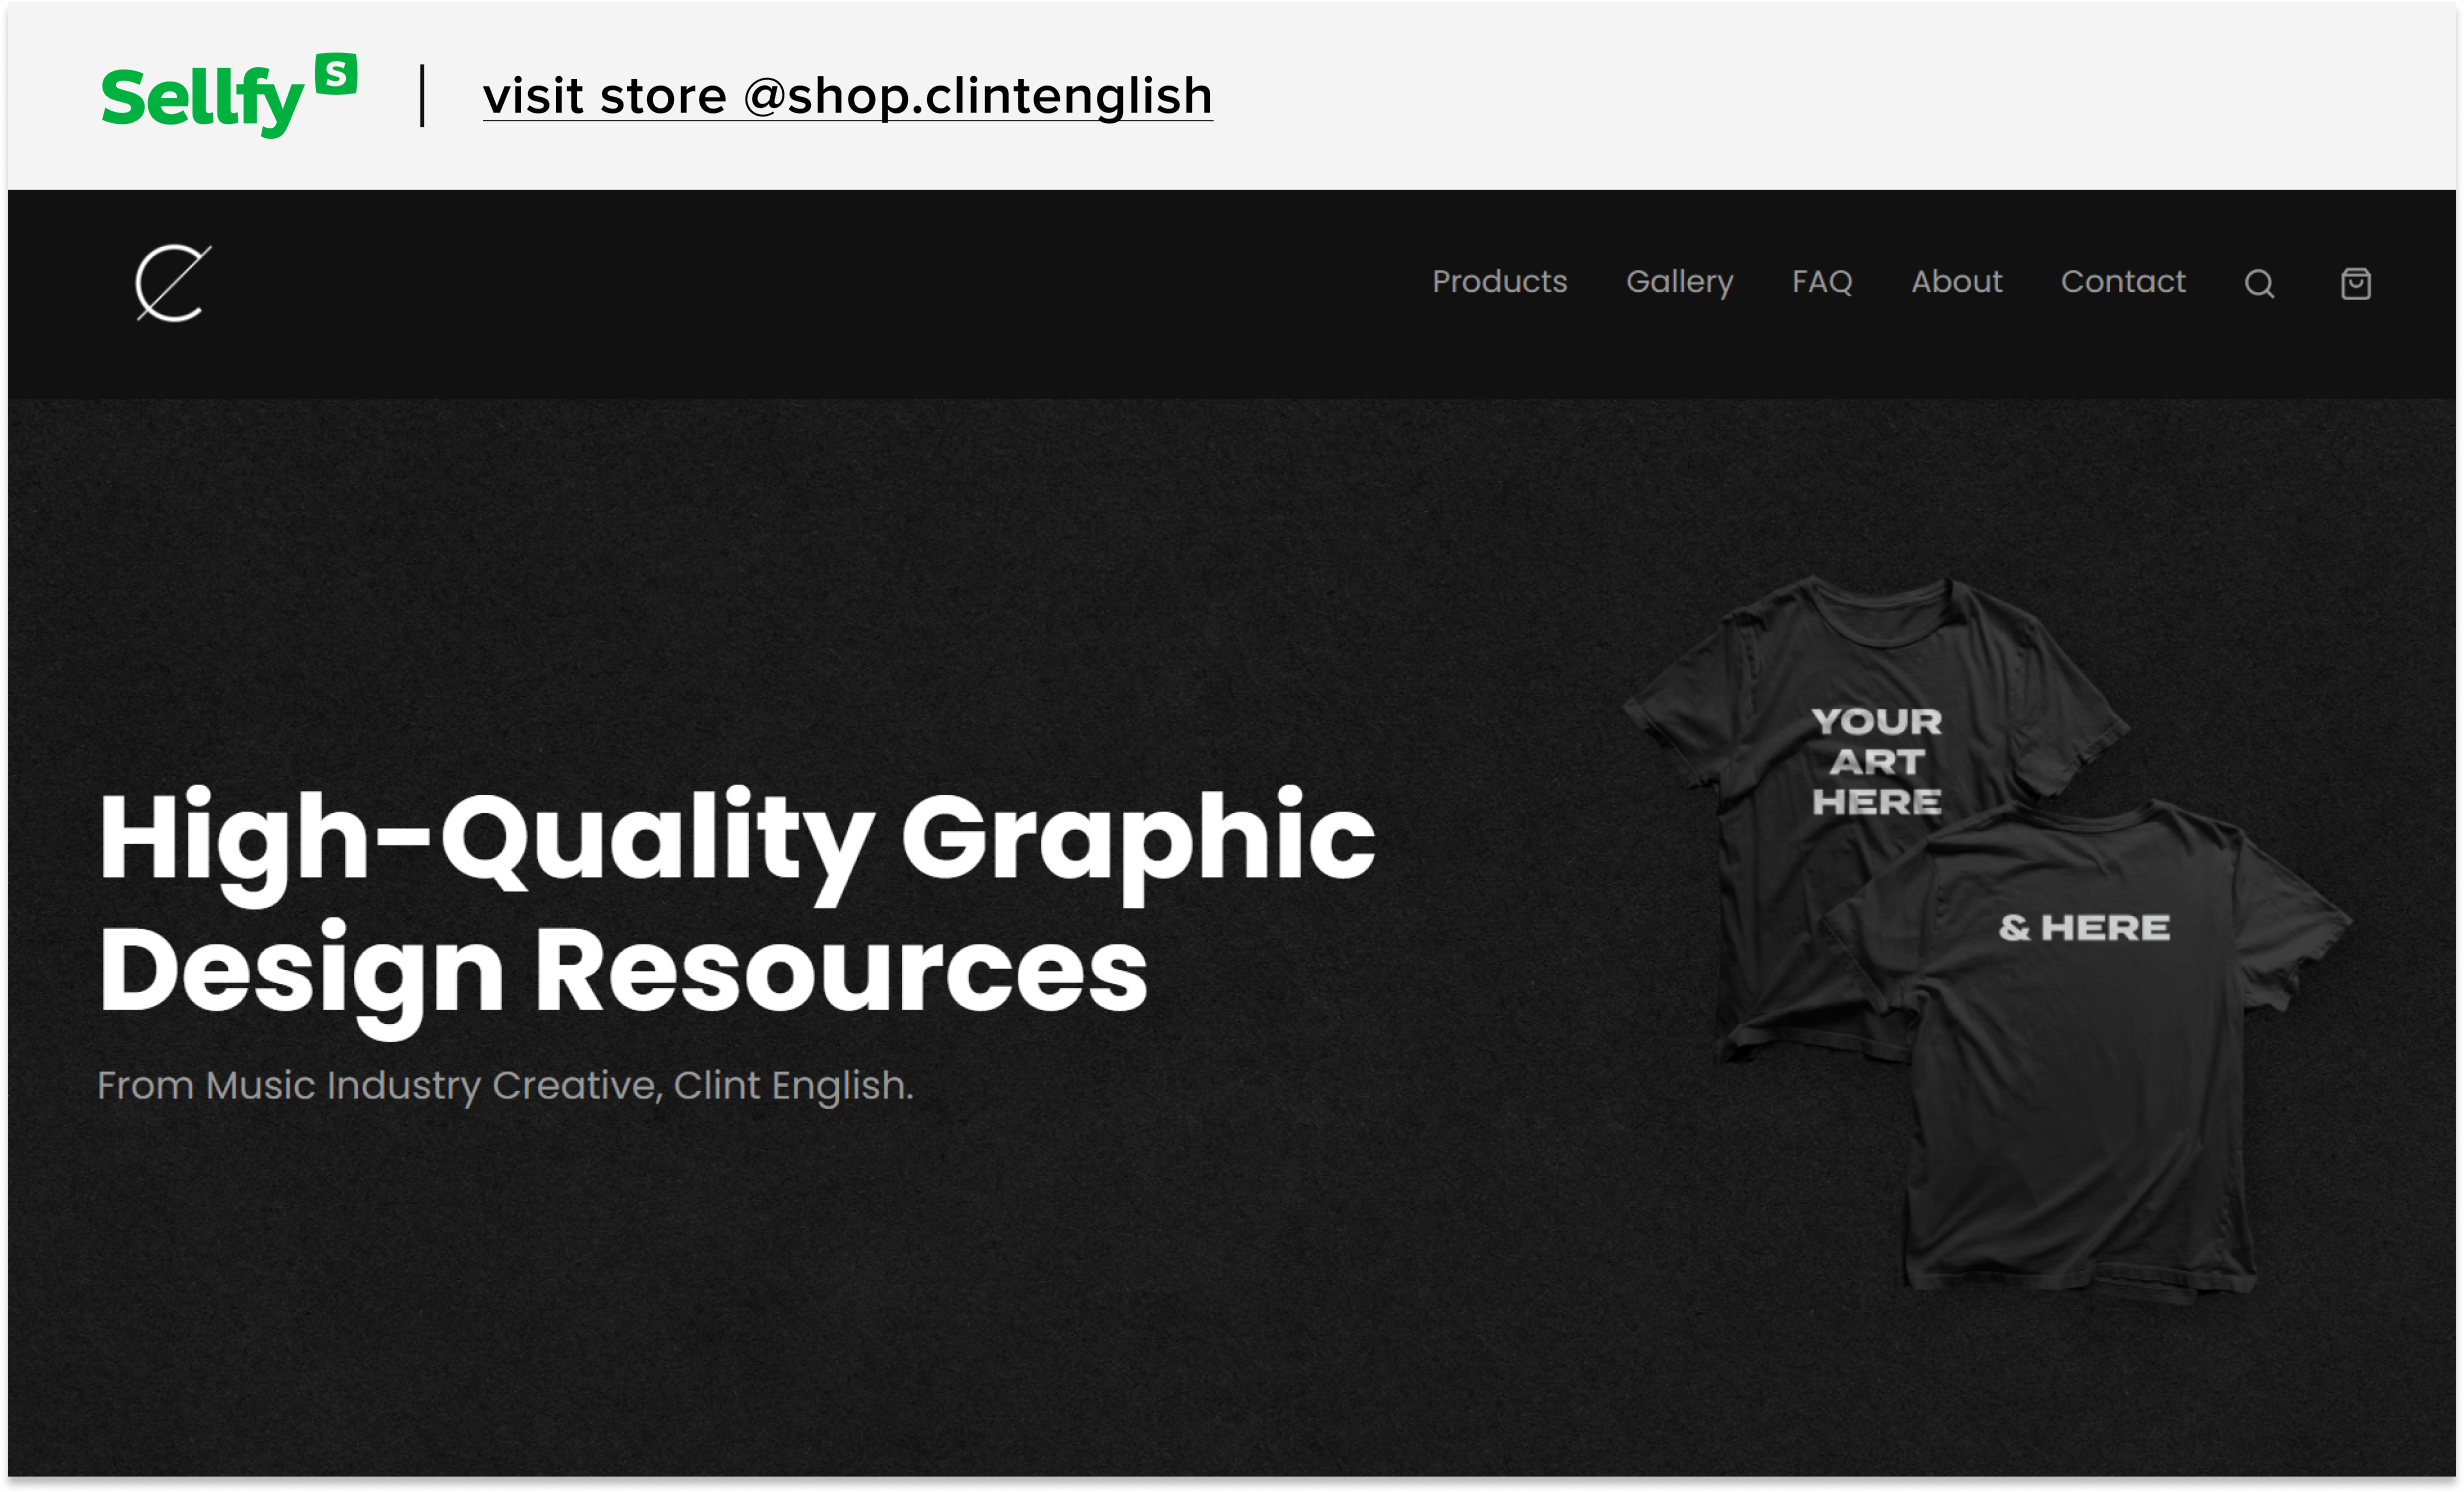 Sellfy S
visit store @shop.clintenglish
Products Gallery FAQ About Contact
YOUR
ART
HERE
& HERE
High-Quality Graphic
Design Resources
From Music Industry Creative, Clint English.